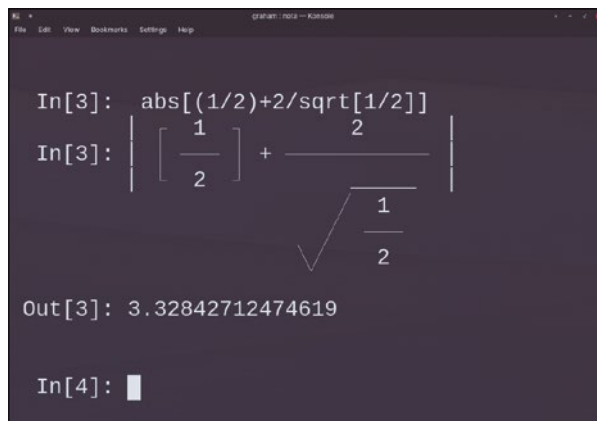 graham : nota — Konsole
File Edit View Bookmarks Settings Help
In[3]: abs[(1/2)+2/sqrt[1/2]]
In[3]: | [ 1 / 2 ] + 2 / √ 1 / 2 |
Out[3]: 3.32842712474619
In[4]: